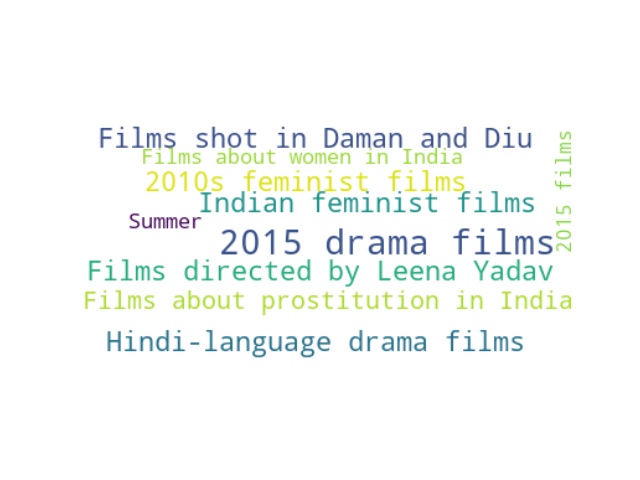 Films shot in Daman and Diu
Films about women in India
2010s feminist films
Indian feminist films
Summer
2015 drama films
2015 films
Films directed by Leena Yadav
Films about prostitution in India
Hindi-language drama films